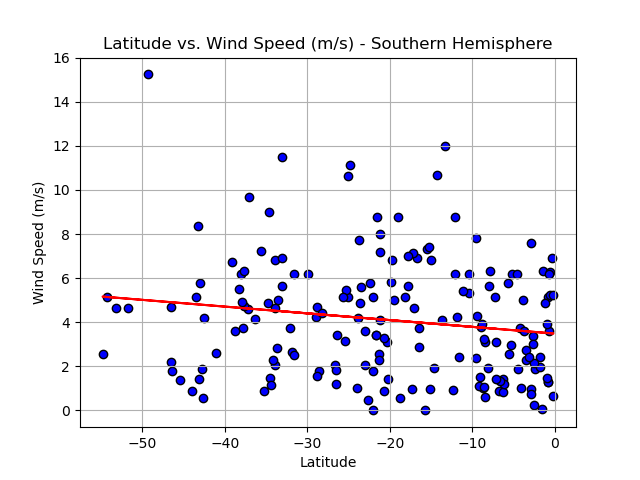 Latitude vs. Wind Speed (m/s) - Southern Hemisphere
16
14
12
10
8
6
4
2
0
Wind Speed (m/s)
−50 −40 −30 −20 −10 0
Latitude